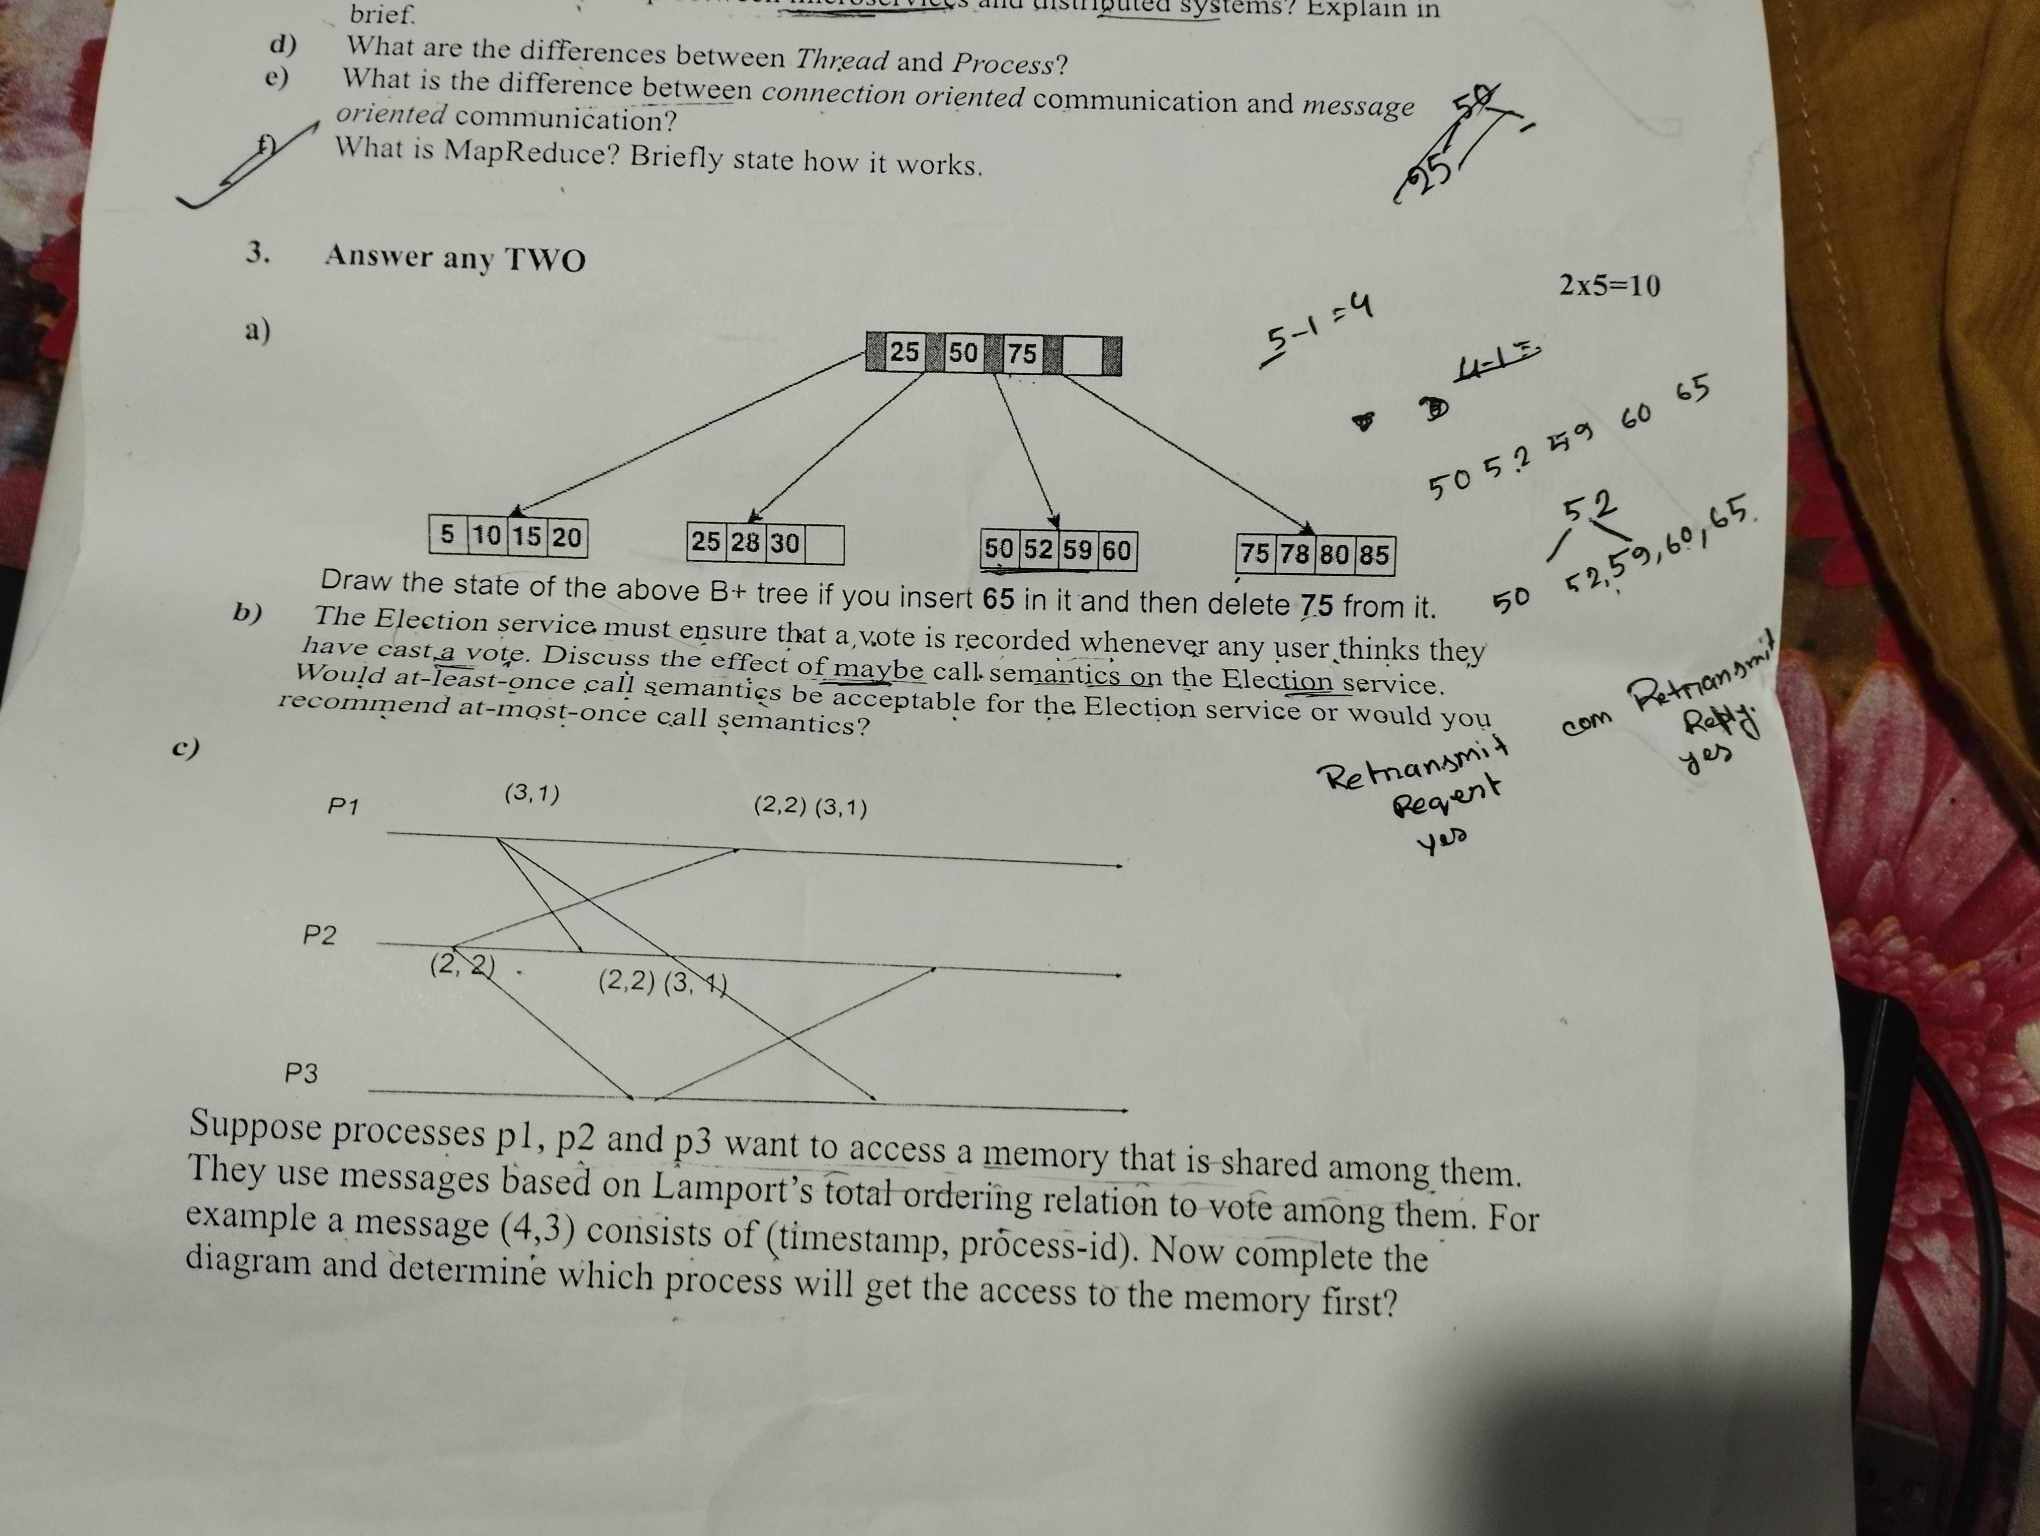 microservices and distributed systems? Explain in
brief.
d) What are the differences between Thread and Process?
e) What is the difference between connection oriented communication and message
oriented communication?
f) What is MapReduce? Briefly state how it works.
50
25
3. Answer any TWO
2x5=10
a)
5-1=4
4-1=
25 50 75
50 52 59 60 65
5 10 15 20
25 28 30
50 52 59 60
75 78 80 85
52
50 52,59,60,65.
Draw the state of the above B+ tree if you insert 65 in it and then delete 75 from it.
b) The Election service must ensure that a vote is recorded whenever any user thinks they
have cast a vote. Discuss the effect of maybe call semantics on the Election service.
Would at-least-once call semantics be acceptable for the Election service or would you
recommend at-most-once call semantics?
Retransmit
Reqent
yes
com
Retransmit
Reply.
yes
c)
P1 (3,1) (2,2) (3,1)
P2
(2, 2) (2,2) (3, 1)
P3
Suppose processes p1, p2 and p3 want to access a memory that is shared among them.
They use messages based on Lamport's total ordering relation to vote among them. For
example a message (4,3) consists of (timestamp, process-id). Now complete the
diagram and determine which process will get the access to the memory first?